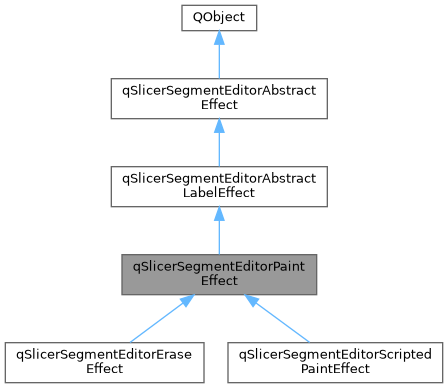 QObject
qSlicerSegmentEditorAbstract
Effect
qSlicerSegmentEditorAbstract
LabelEffect
qSlicerSegmentEditorPaint
Effect
qSlicerSegmentEditorErase
Effect
qSlicerSegmentEditorScripted
PaintEffect